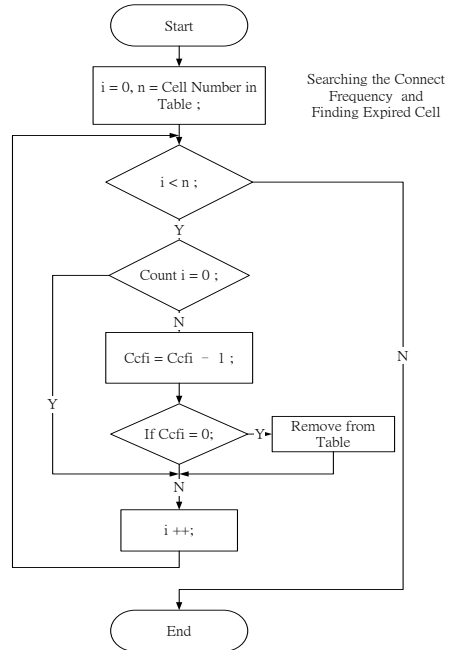 Start
i = 0, n = Cell Number in
Table ;
Searching the Connect
Frequency and
Finding Expired Cell
i < n ;
Y
Count i = 0 ;
N
Ccfi = Ccfi - 1 ;
N
Y
If Ccfi = 0;
Y
Remove from
Table
N
i ++;
End